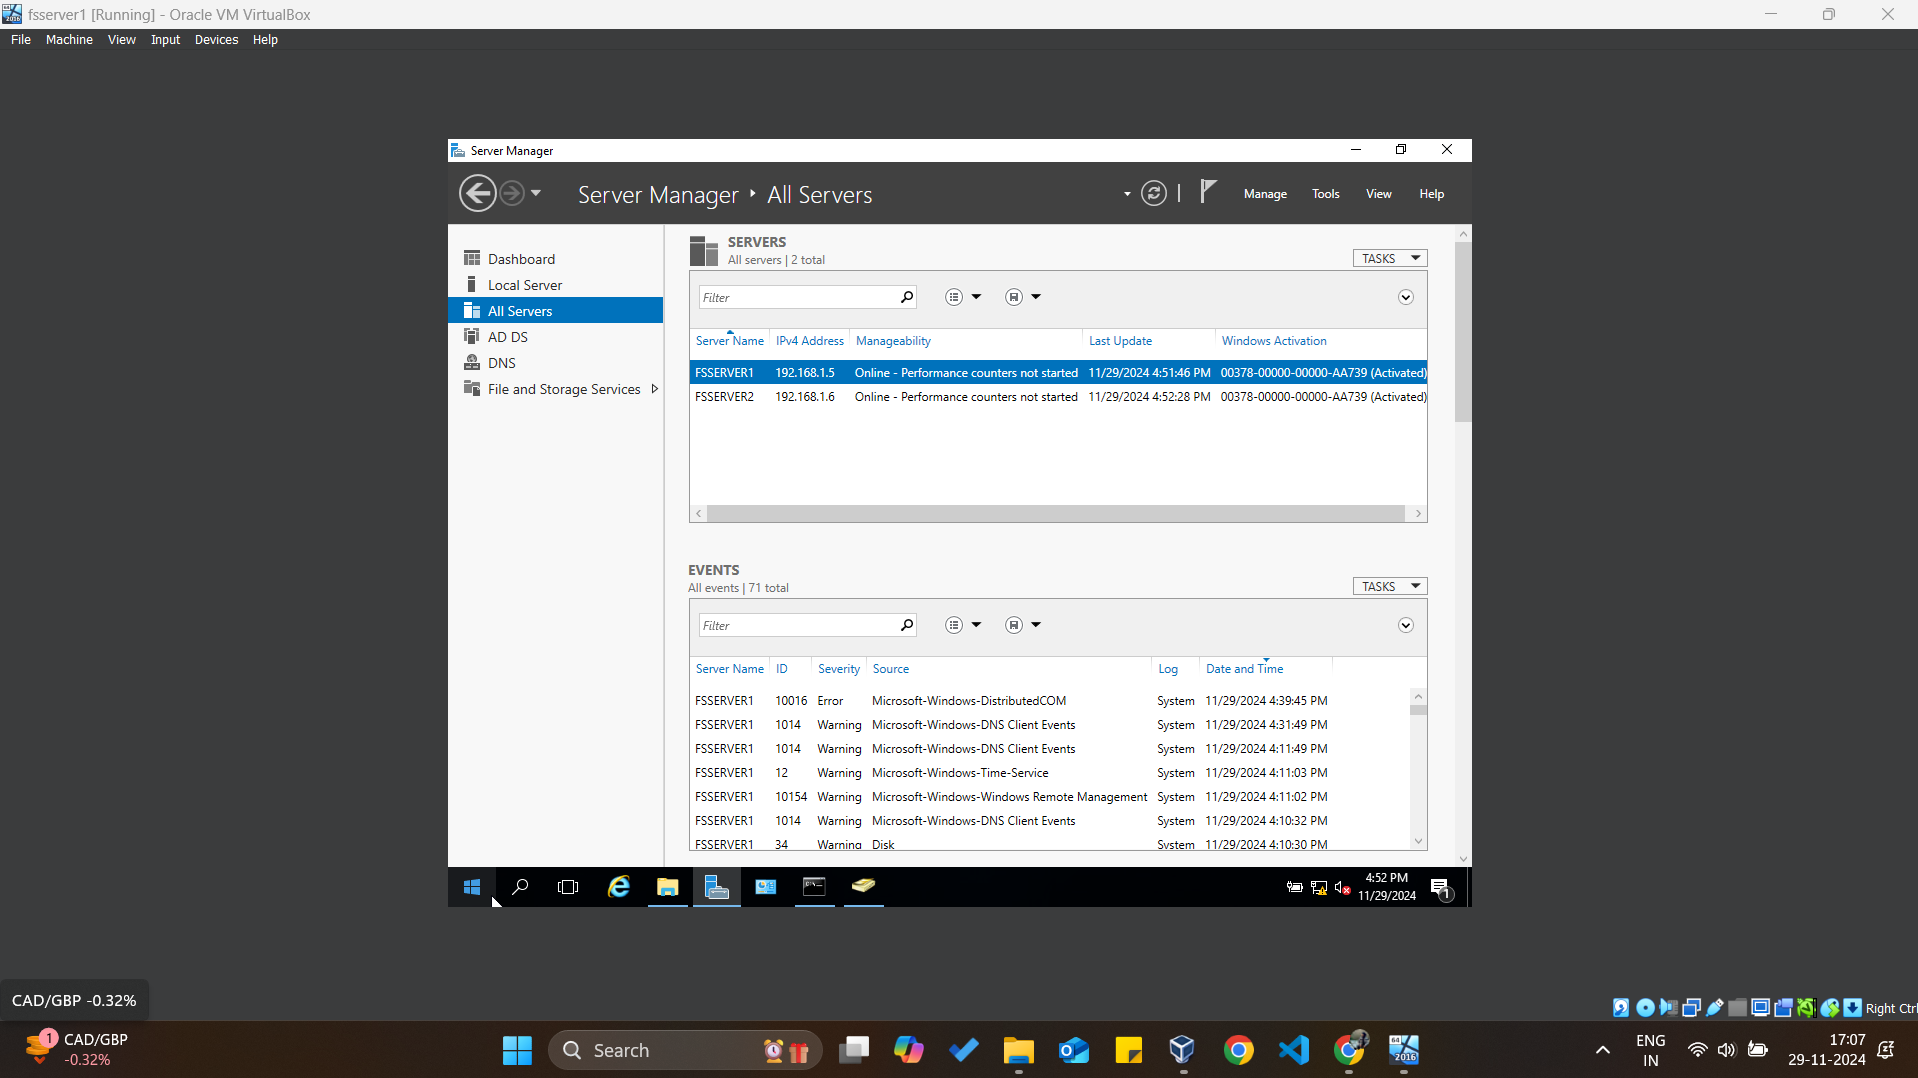 fsserver1 [Running] - Oracle VM VirtualBox
File Machine View Input Devices Help
Server Manager
Server Manager All Servers
Manage Tools View Help
Dashboard
Local Server
All Servers
AD DS
DNS
File and Storage Services
SERVERS
All servers | 2 total
TASKS
Filter
Server Name IPv4 Address Manageability Last Update Windows Activation
FSSERVER1 192.168.1.5 Online - Performance counters not started 11/29/2024 4:51:46 PM 00378-00000-00000-AA739 (Activated)
FSSERVER2 192.168.1.6 Online - Performance counters not started 11/29/2024 4:52:28 PM 00378-00000-00000-AA739 (Activated)
EVENTS
All events | 71 total
TASKS
Filter
Server Name ID Severity Source Log Date and Time
FSSERVER1 10016 Error Microsoft-Windows-DistributedCOM System 11/29/2024 4:39:45 PM
FSSERVER1 1014 Warning Microsoft-Windows-DNS Client Events System 11/29/2024 4:31:49 PM
FSSERVER1 1014 Warning Microsoft-Windows-DNS Client Events System 11/29/2024 4:11:49 PM
FSSERVER1 12 Warning Microsoft-Windows-Time-Service System 11/29/2024 4:11:03 PM
FSSERVER1 10154 Warning Microsoft-Windows-Windows Remote Management System 11/29/2024 4:11:02 PM
FSSERVER1 1014 Warning Microsoft-Windows-DNS Client Events System 11/29/2024 4:10:32 PM
FSSERVER1 34 Warning Disk System 11/29/2024 4:10:30 PM
4:52 PM
11/29/2024
1
CAD/GBP -0.32%
Right Ctrl
1
CAD/GBP
-0.32%
Search
64
2016
ENG
IN
17:07
29-11-2024